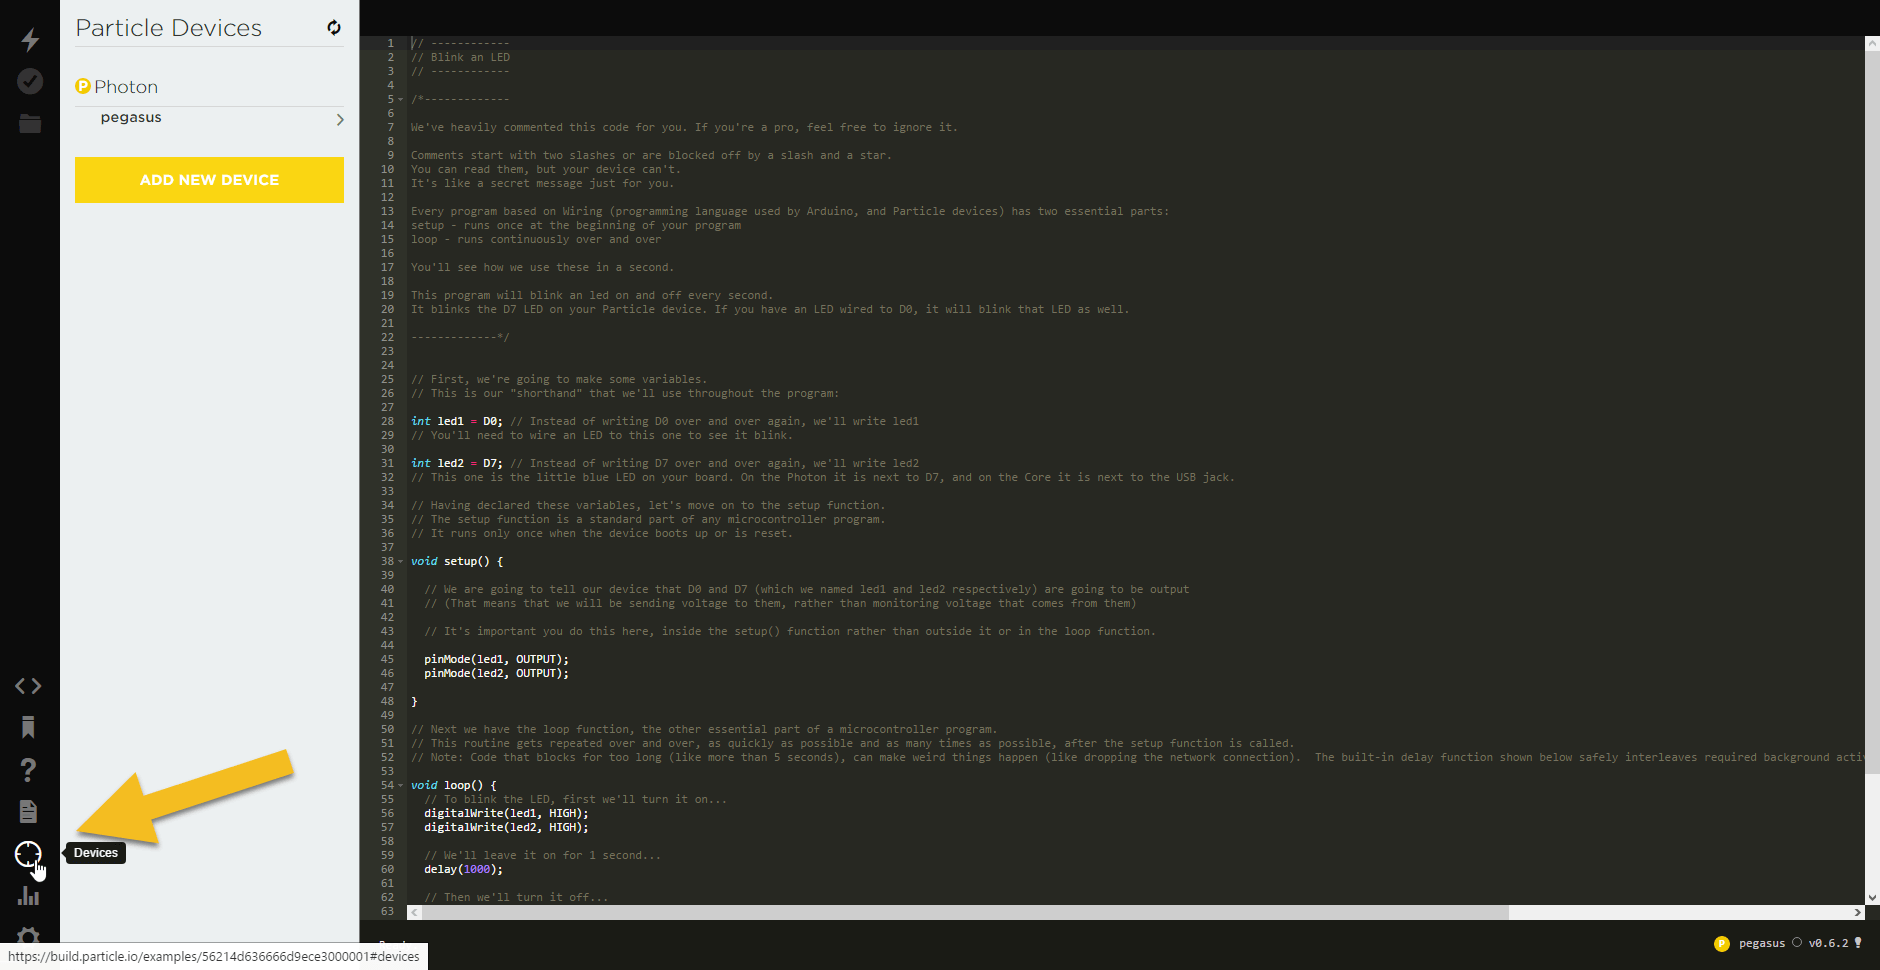 Particle Devices
P Photon
pegasus
ADD NEW DEVICE
Devices
https://build.particle.io/examples/56214d636666d9ece3000001#devices
1 // ------------
2 // Blink an LED
3 // ------------
4
5 /*-------------
6
7 We've heavily commented this code for you. If you're a pro, feel free to ignore it.
8
9 Comments start with two slashes or are blocked off by a slash and a star.
10 You can read them, but your device can't.
11 It's like a secret message just for you.
12
13 Every program based on Wiring (programming language used by Arduino, and Particle devices) has two essential parts:
14 setup - runs once at the beginning of your program
15 loop - runs continuously over and over
16
17 You'll see how we use these in a second.
18
19 This program will blink an led on and off every second.
20 It blinks the D7 LED on your Particle device. If you have an LED wired to D0, it will blink that LED as well.
21
22 -------------*/
23
24
25 // First, we're going to make some variables.
26 // This is our "shorthand" that we'll use throughout the program:
27
28 int led1 = D0; // Instead of writing D0 over and over again, we'll write led1
29 // You'll need to wire an LED to this one to see it blink.
30
31 int led2 = D7; // Instead of writing D7 over and over again, we'll write led2
32 // This one is the little blue LED on your board. On the Photon it is next to D7, and on the Core it is next to the USB jack.
33
34 // Having declared these variables, let's move on to the setup function.
35 // The setup function is a standard part of any microcontroller program.
36 // It runs only once when the device boots up or is reset.
37
38 void setup() {
39
40 // We are going to tell our device that D0 and D7 (which we named led1 and led2 respectively) are going to be output
41 // (That means that we will be sending voltage to them, rather than monitoring voltage that comes from them)
42
43 // It's important you do this here, inside the setup() function rather than outside it or in the loop function.
44
45 pinMode(led1, OUTPUT);
46 pinMode(led2, OUTPUT);
47
48 }
49
50 // Next we have the loop function, the other essential part of a microcontroller program.
51 // This routine gets repeated over and over, as quickly as possible and as many times as possible, after the setup function is called.
52 // Note: Code that blocks for too long (like more than 5 seconds), can make weird things happen (like dropping the network connection).  The built-in delay function shown below safely interleaves required background acti
53
54 void loop() {
55 // To blink the LED, first we'll turn it on...
56 digitalWrite(led1, HIGH);
57 digitalWrite(led2, HIGH);
58
59 // We'll leave it on for 1 second...
60 delay(1000);
61
62 // Then we'll turn it off...
63
P pegasus v0.6.2